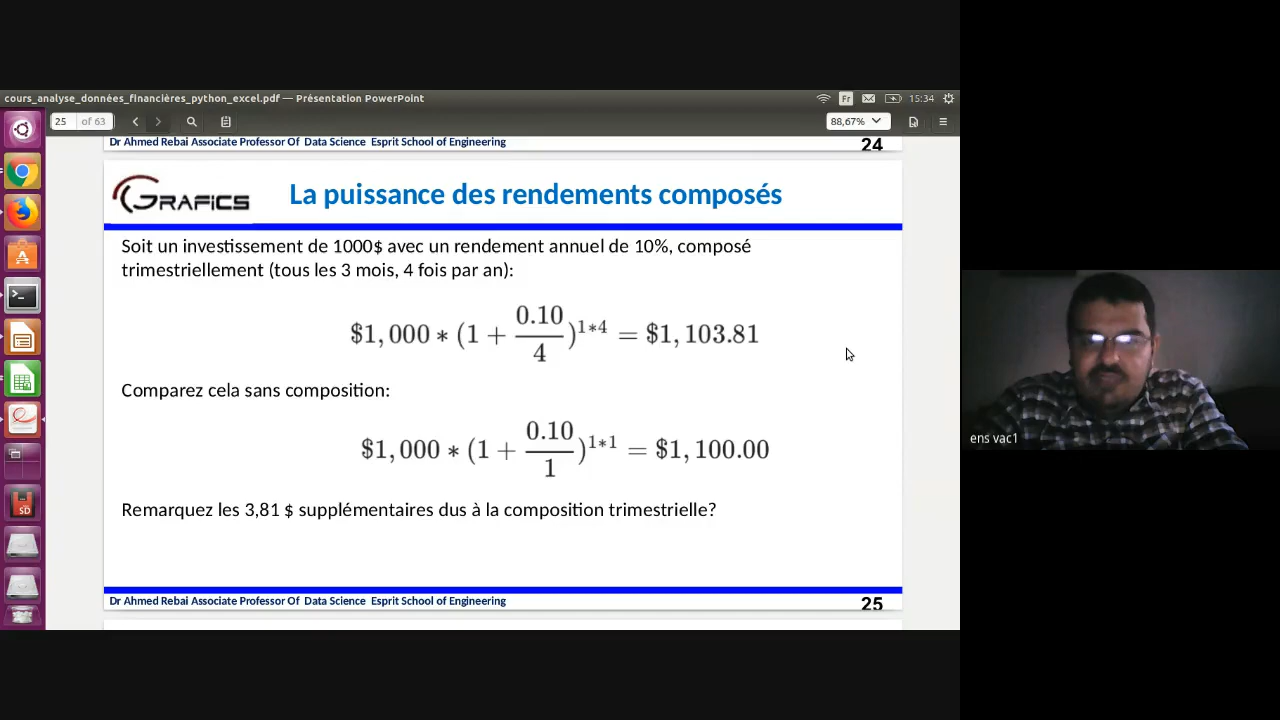 cours_analyse_données_financières_python_excel.pdf — Présentation PowerPoint
Fr
15:34
25 of 63
88,67%
Dr Ahmed Rebai Associate Professor Of Data Science Esprit School of Engineering
24
GRAFICS
La puissance des rendements composés
Soit un investissement de 1000$ avec un rendement annuel de 10%, composé
trimestriellement (tous les 3 mois, 4 fois par an):
$1,000 * (1 + 0.10/4)^1*4 = $1,103.81
Comparez cela sans composition:
$1,000 * (1 + 0.10/1)^1*1 = $1,100.00
Remarquez les 3,81 $ supplémentaires dus à la composition trimestrielle?
Dr Ahmed Rebai Associate Professor Of Data Science Esprit School of Engineering
25
SD
ens vac1